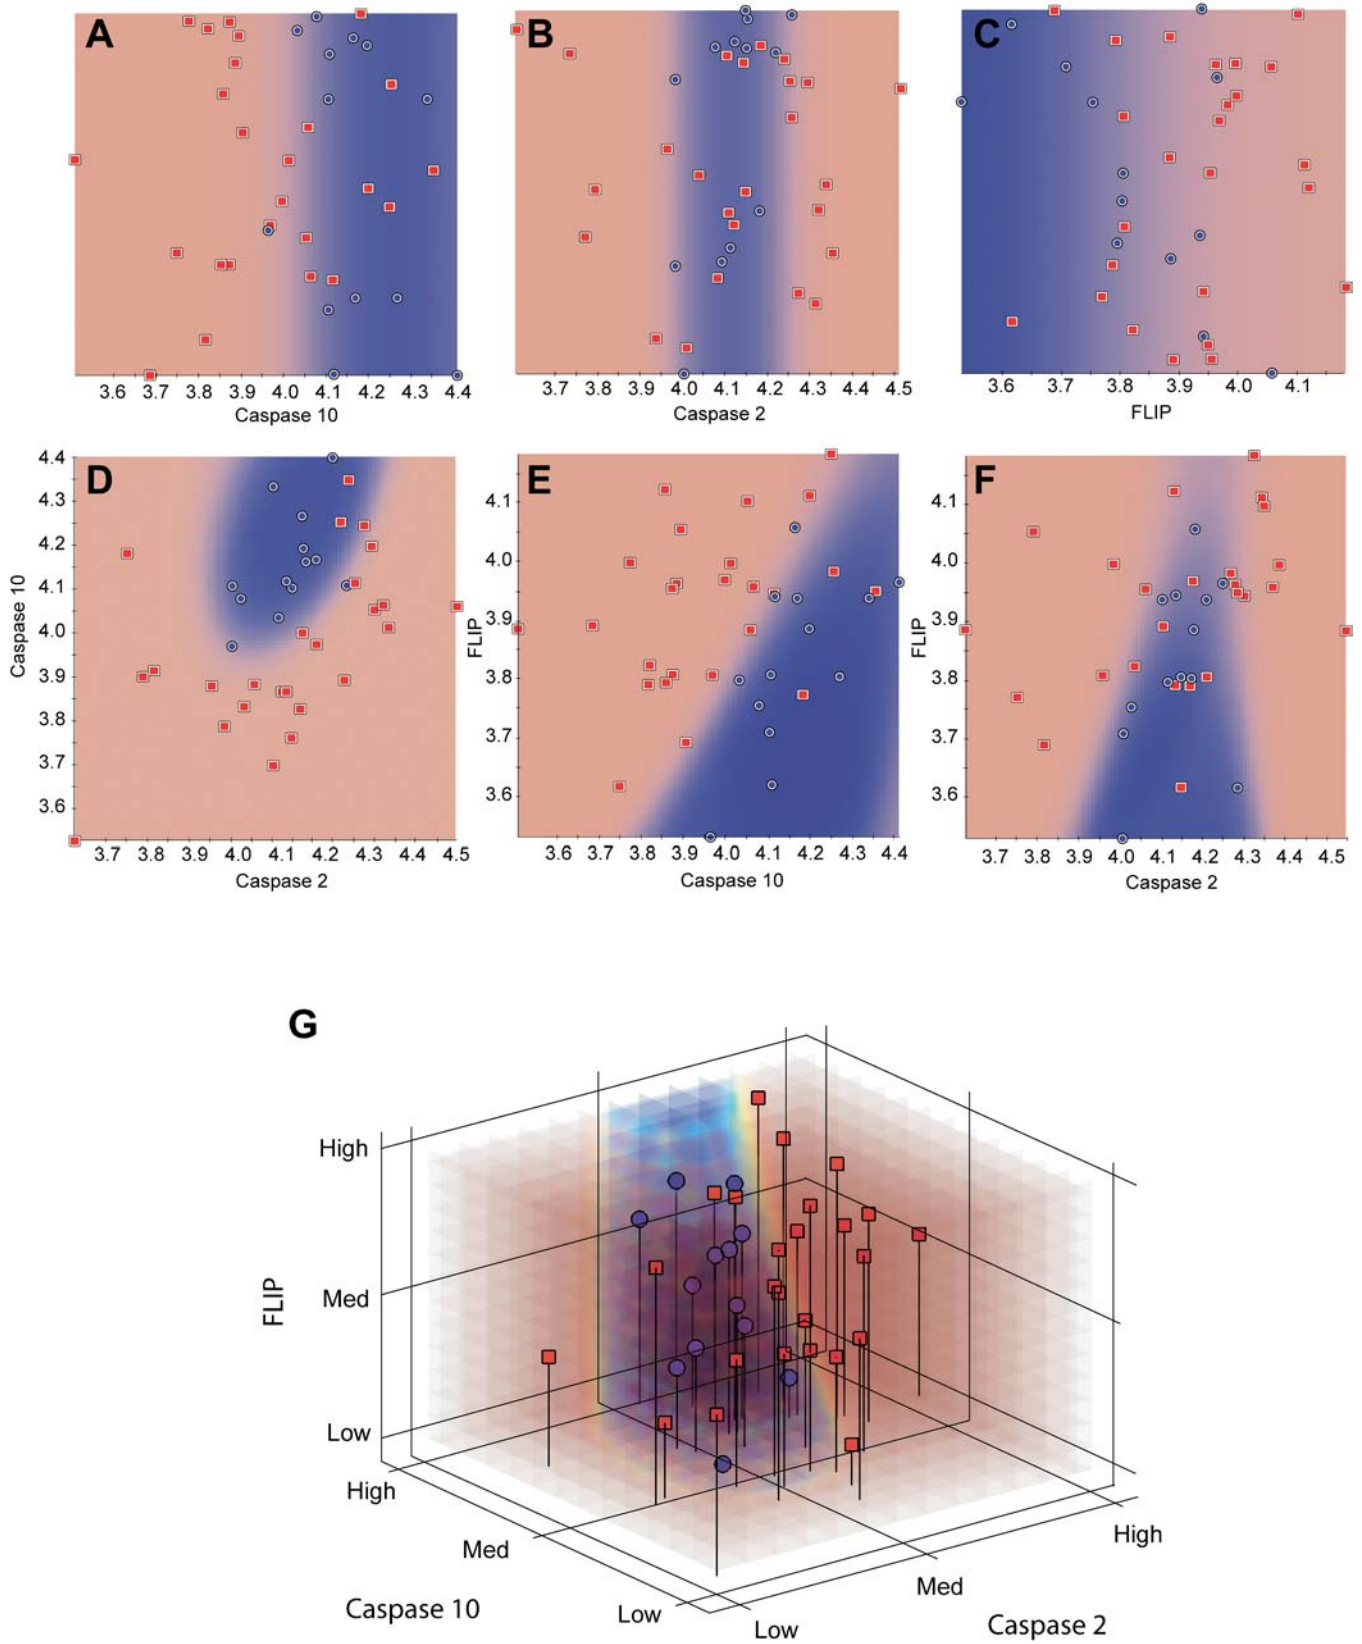 A
B
C
3.6 3.7 3.8 3.9 4.0 4.1 4.2 4.3 4.4
Caspase 10
3.6 3.7 3.8 3.9 4.0 4.1 4.2 4.3 4.4 4.5
Caspase 2
3.6 3.7 3.8 3.9 4.0 4.1
FLIP
D
4.4
4.3
4.2
4.1
4.0
3.9
3.8
3.7
3.6
Caspase 10
3.7 3.8 3.9 4.0 4.1 4.2 4.3 4.4 4.5
Caspase 2
E
4.1
4.0
3.9
3.8
3.7
3.6
FLIP
3.6 3.7 3.8 3.9 4.0 4.1 4.2 4.3 4.4
Caspase 10
F
4.1
4.0
3.9
3.8
3.7
3.6
FLIP
3.7 3.8 3.9 4.0 4.1 4.2 4.3 4.4 4.5
Caspase 2
G
High
Med
Low
FLIP
High
Med
Low
Caspase 10
Low
Med
High
Caspase 2